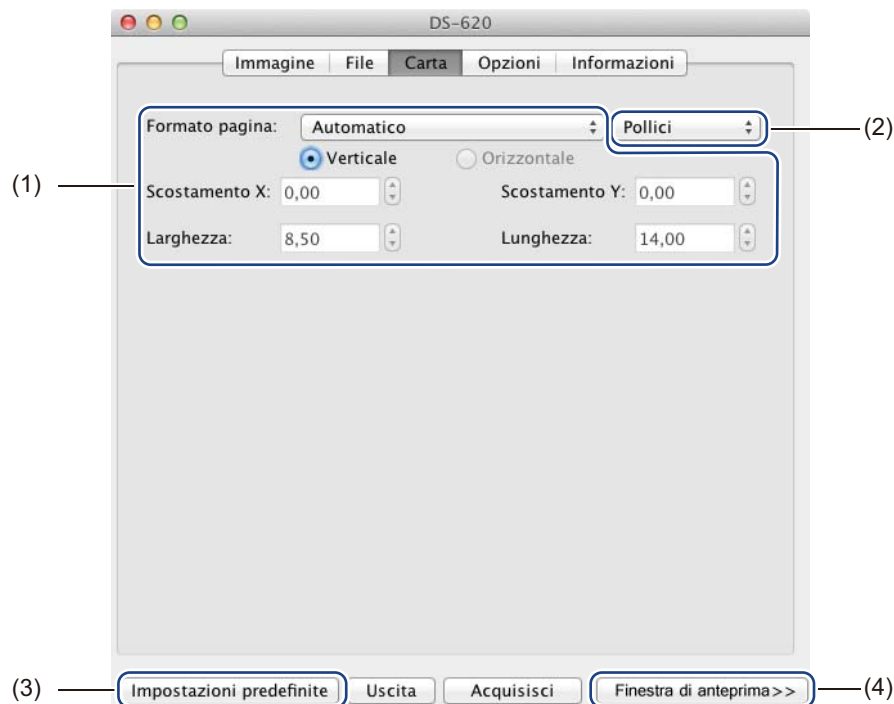 DS-620
Immagine File Carta Opzioni Informazioni
Formato pagina: Automatico Pollici (2)
Verticale Orizzontale
(1) Scostamento X: 0,00 Scostamento Y: 0,00
Larghezza: 8,50 Lunghezza: 14,00
(3) Impostazioni predefinite Uscita Acquisisci Finestra di anteprima>> (4)